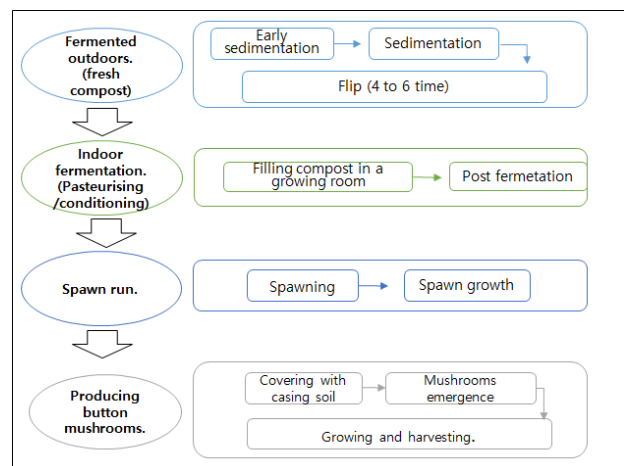 Fermented
outdoors.
(fresh
compost)
Early
sedimentation
Sedimentation
Flip (4 to 6 time)
Indoor
fermentation.
(Pasteurising
/conditioning)
Filling compost in a
growing room
Post fermetation
Spawn run.
Spawning
Spawn growth
Producing
button
mushrooms.
Covering with
casing soil
Mushrooms
emergence
Growing and harvesting.